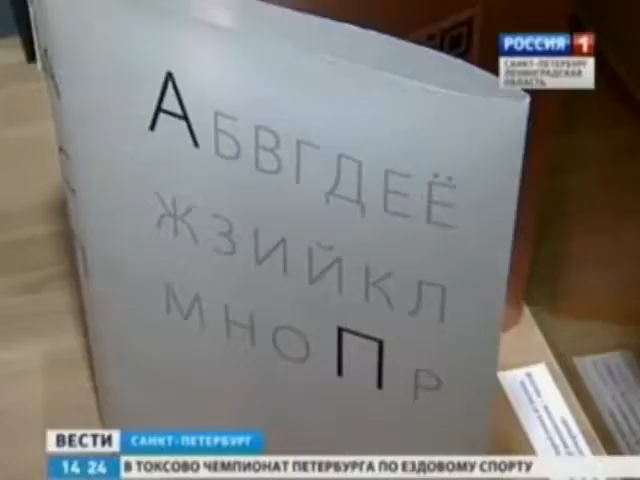 РОССИЯ 1
САНКТ-ПЕТЕРБУРГ
ЛЕНИНГРАДСКАЯ
ОБЛАСТЬ
АБВГДЕЁ
ЖЗИЙКЛ
МНОПР
ВЕСТИ САНКТ-ПЕТЕРБУРГ
14 24 В ТОКСОВО ЧЕМПИОНАТ ПЕТЕРБУРГА ПО ЕЗДОВОМУ СПОРТУ